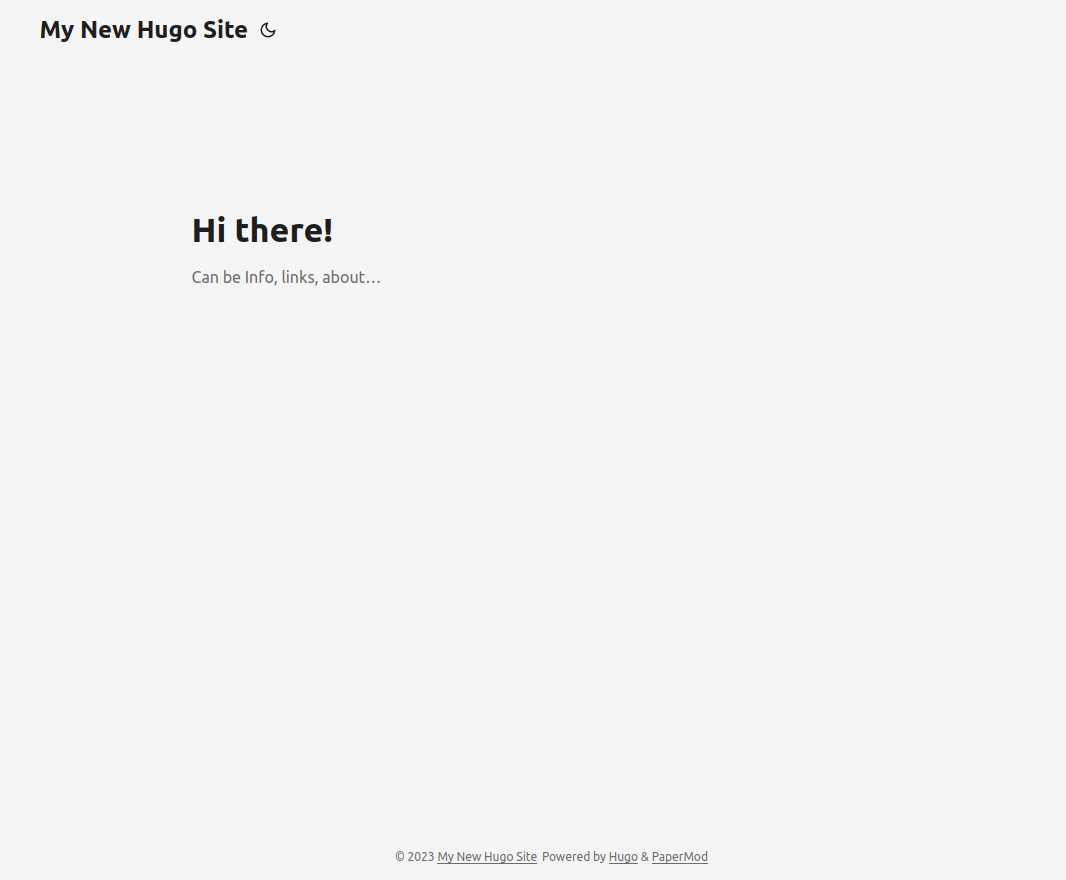 My New Hugo Site
Hi there!
Can be Info, links, about…
© 2023 My New Hugo Site Powered by Hugo & PaperMod